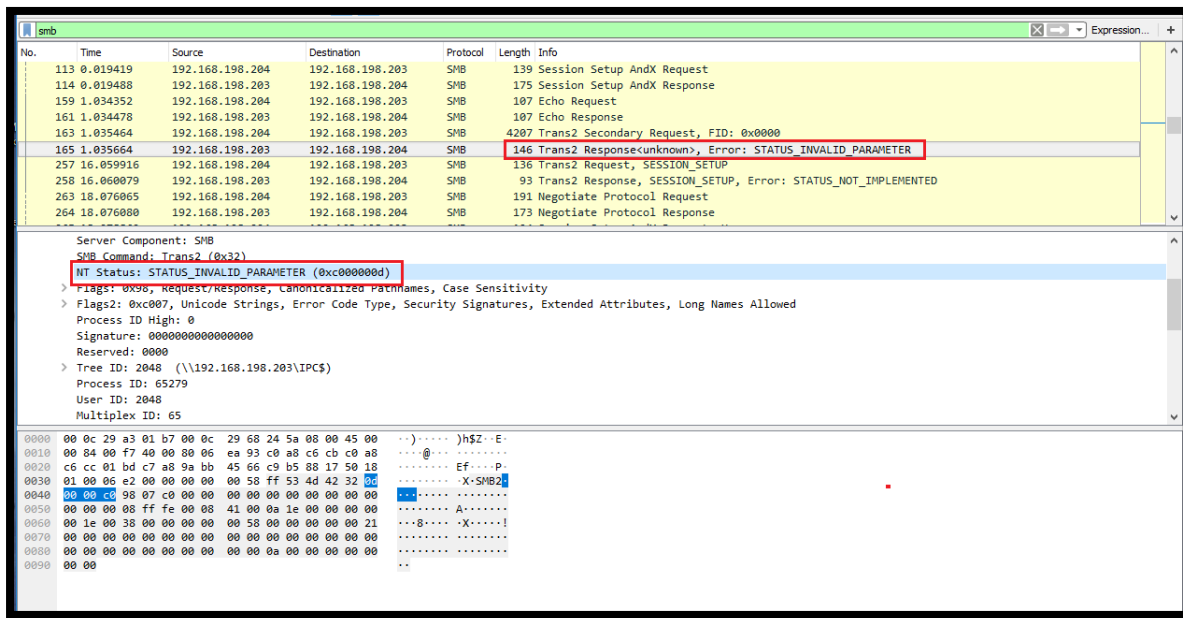 smb Expression... +
No. Time Source Destination Protocol Length Info
113 0.019419 192.168.198.204 192.168.198.203 SMB 139 Session Setup AndX Request
114 0.019488 192.168.198.203 192.168.198.204 SMB 175 Session Setup AndX Response
159 1.034352 192.168.198.204 192.168.198.203 SMB 107 Echo Request
161 1.034478 192.168.198.203 192.168.198.204 SMB 107 Echo Response
163 1.035464 192.168.198.204 192.168.198.203 SMB 4207 Trans2 Secondary Request, FID: 0x0000
165 1.035664 192.168.198.203 192.168.198.204 SMB 146 Trans2 Response<unknown>, Error: STATUS_INVALID_PARAMETER
257 16.059916 192.168.198.204 192.168.198.203 SMB 136 Trans2 Request, SESSION_SETUP
258 16.060079 192.168.198.203 192.168.198.204 SMB 93 Trans2 Response, SESSION_SETUP, Error: STATUS_NOT_IMPLEMENTED
263 18.076065 192.168.198.204 192.168.198.203 SMB 191 Negotiate Protocol Request
264 18.076080 192.168.198.203 192.168.198.204 SMB 173 Negotiate Protocol Response
Server Component: SMB
SMB Command: Trans2 (0x32)
NT Status: STATUS_INVALID_PARAMETER (0xc000000d)
> Flags: 0x98, Request/Response, Canonicalized Pathnames, Case Sensitivity
> Flags2: 0xc007, Unicode Strings, Error Code Type, Security Signatures, Extended Attributes, Long Names Allowed
Process ID High: 0
Signature: 0000000000000000
Reserved: 0000
> Tree ID: 2048 (\\192.168.198.203\IPC$)
Process ID: 65279
User ID: 2048
Multiplex ID: 65
0000 00 0c 29 a3 01 b7 00 0c 29 68 24 5a 08 00 45 00 ··)····· )h$Z··E·
0010 00 84 00 f7 40 00 80 06 ea 93 c0 a8 c6 cb c0 a8 ····@··· ········
0020 c6 cc 01 bd c7 a8 9a bb 45 66 c9 b5 88 17 50 18 ········ Ef····P·
0030 01 00 06 e2 00 00 00 00 00 58 ff 53 4d 42 32 0d ········ ·X·SMB2·
0040 00 00 c0 98 07 c0 00 00 00 00 00 00 00 00 00 00 ········ ········
0050 00 00 00 08 ff fe 00 08 41 00 0a 1e 00 00 00 00 ········ A·······
0060 00 1e 00 38 00 00 00 00 00 58 00 00 00 00 00 21 ···8···· ·X·····!
0070 00 00 00 00 00 00 00 00 00 00 00 00 00 00 00 00 ········ ········
0080 00 00 00 00 00 00 00 00 00 00 0a 00 00 00 00 00 ········ ········
0090 00 00 ··